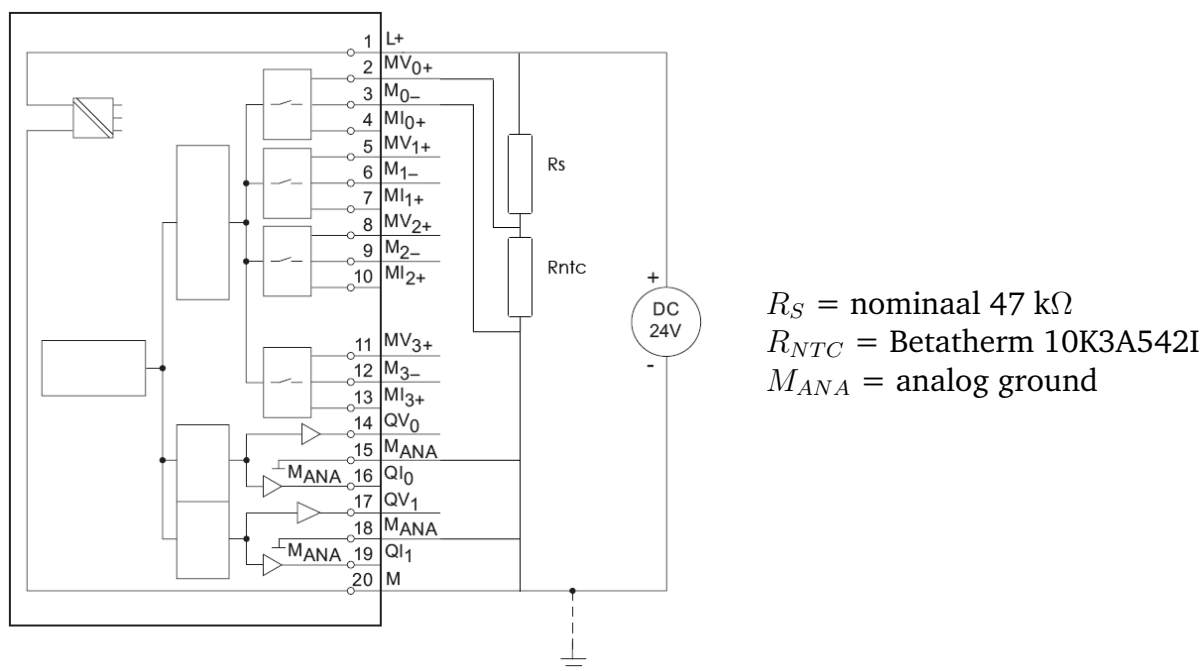 1 L+
2 MV0+
3 M0–
4 MI0+
5 MV1+
6 M1–
7 MI1+
8 MV2+
9 M2–
10 MI2+
11 MV3+
12 M3–
13 MI3+
14 QV0
15 MANA
MANA 16 QI0
17 QV1
18 MANA
MANA 19 QI1
20 M
Rs
Rntc
+
DC
24V
-
RS = nominaal 47 kΩ
RNTC = Betatherm 10K3A542I
MANA = analog ground